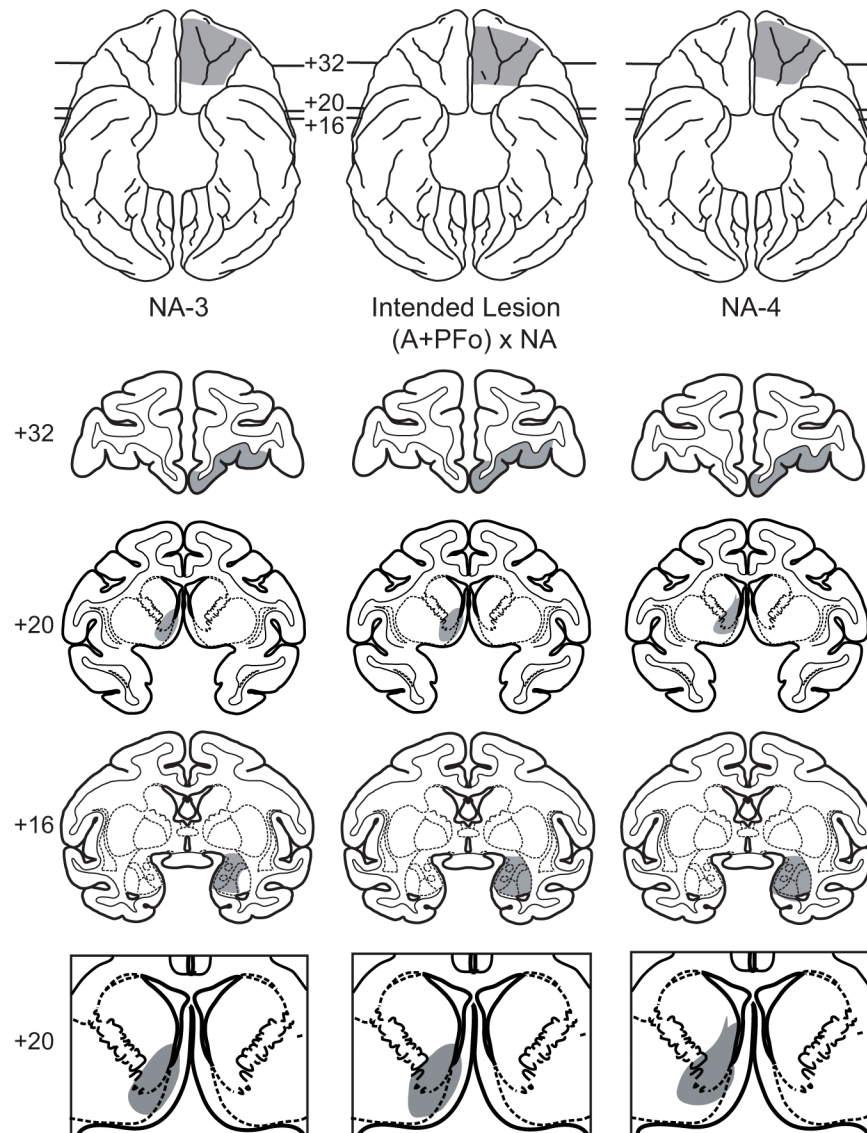 +32
+20
+16
NA-3
Intended Lesion
(A+PFo) x NA
NA-4
+32
+20
+16
+20